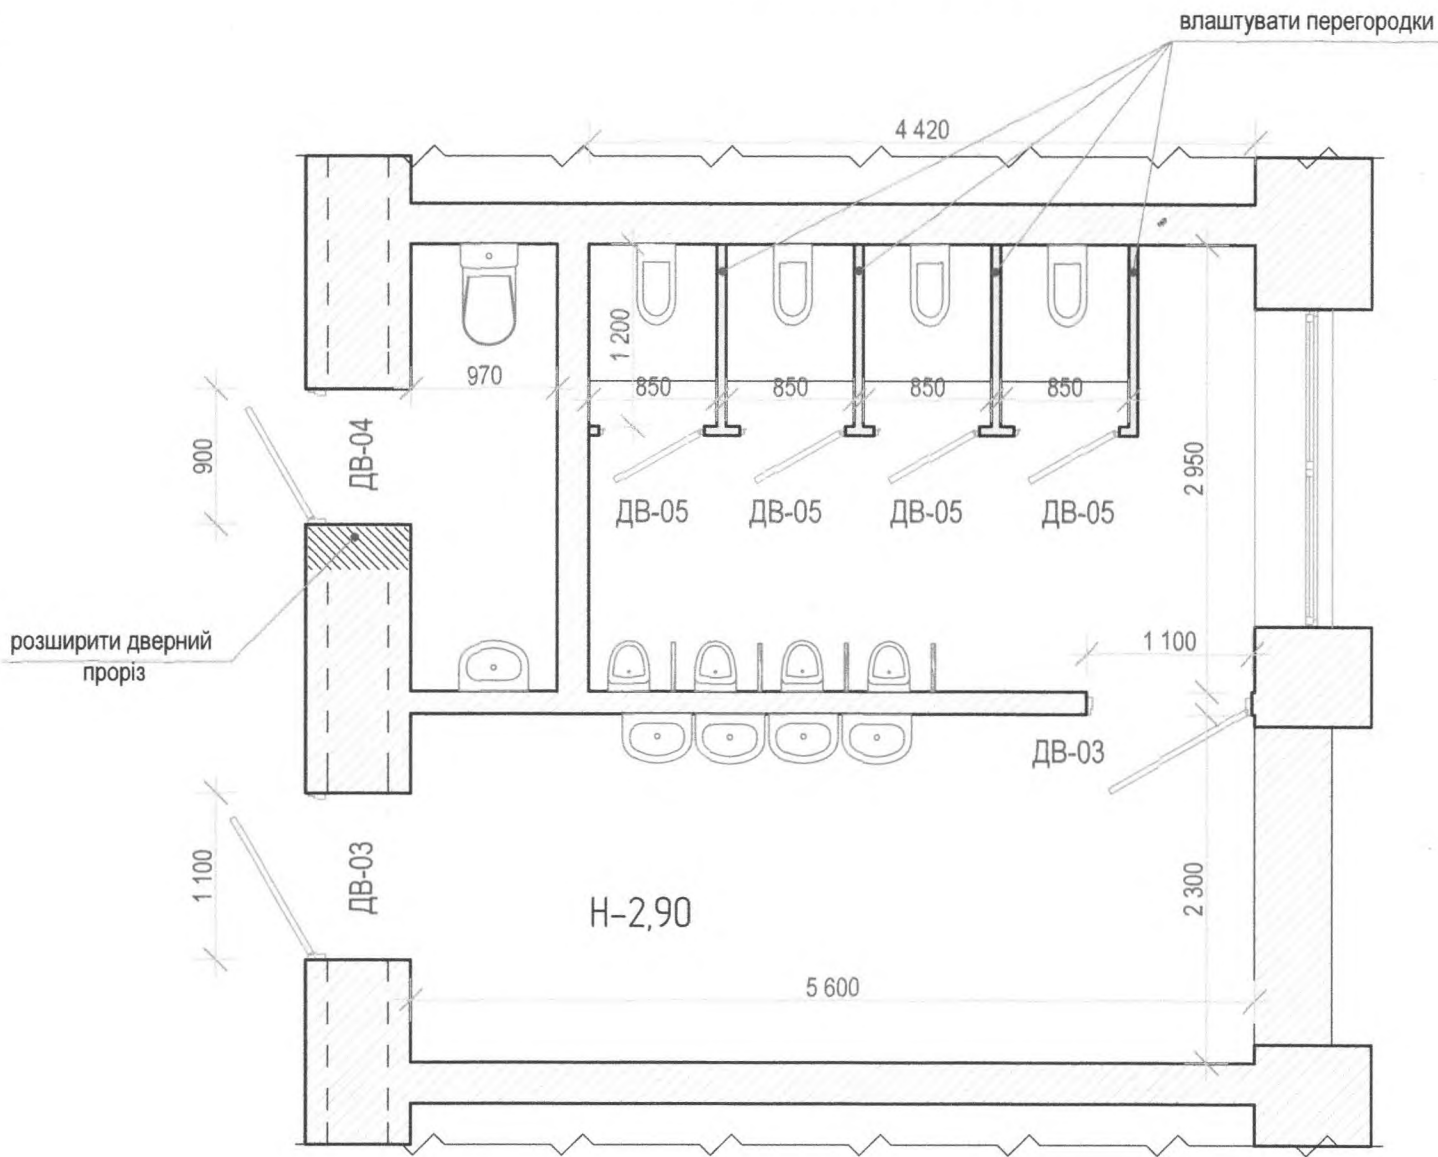 влаштувати перегородки
4 420
1 200
970
850
850
850
850
900
ДВ-04
2 950
ДВ-05
ДВ-05
ДВ-05
ДВ-05
розширити дверний
проріз
1 100
ДВ-03
1 100
ДВ-03
Н-2,90
2 300
5 600